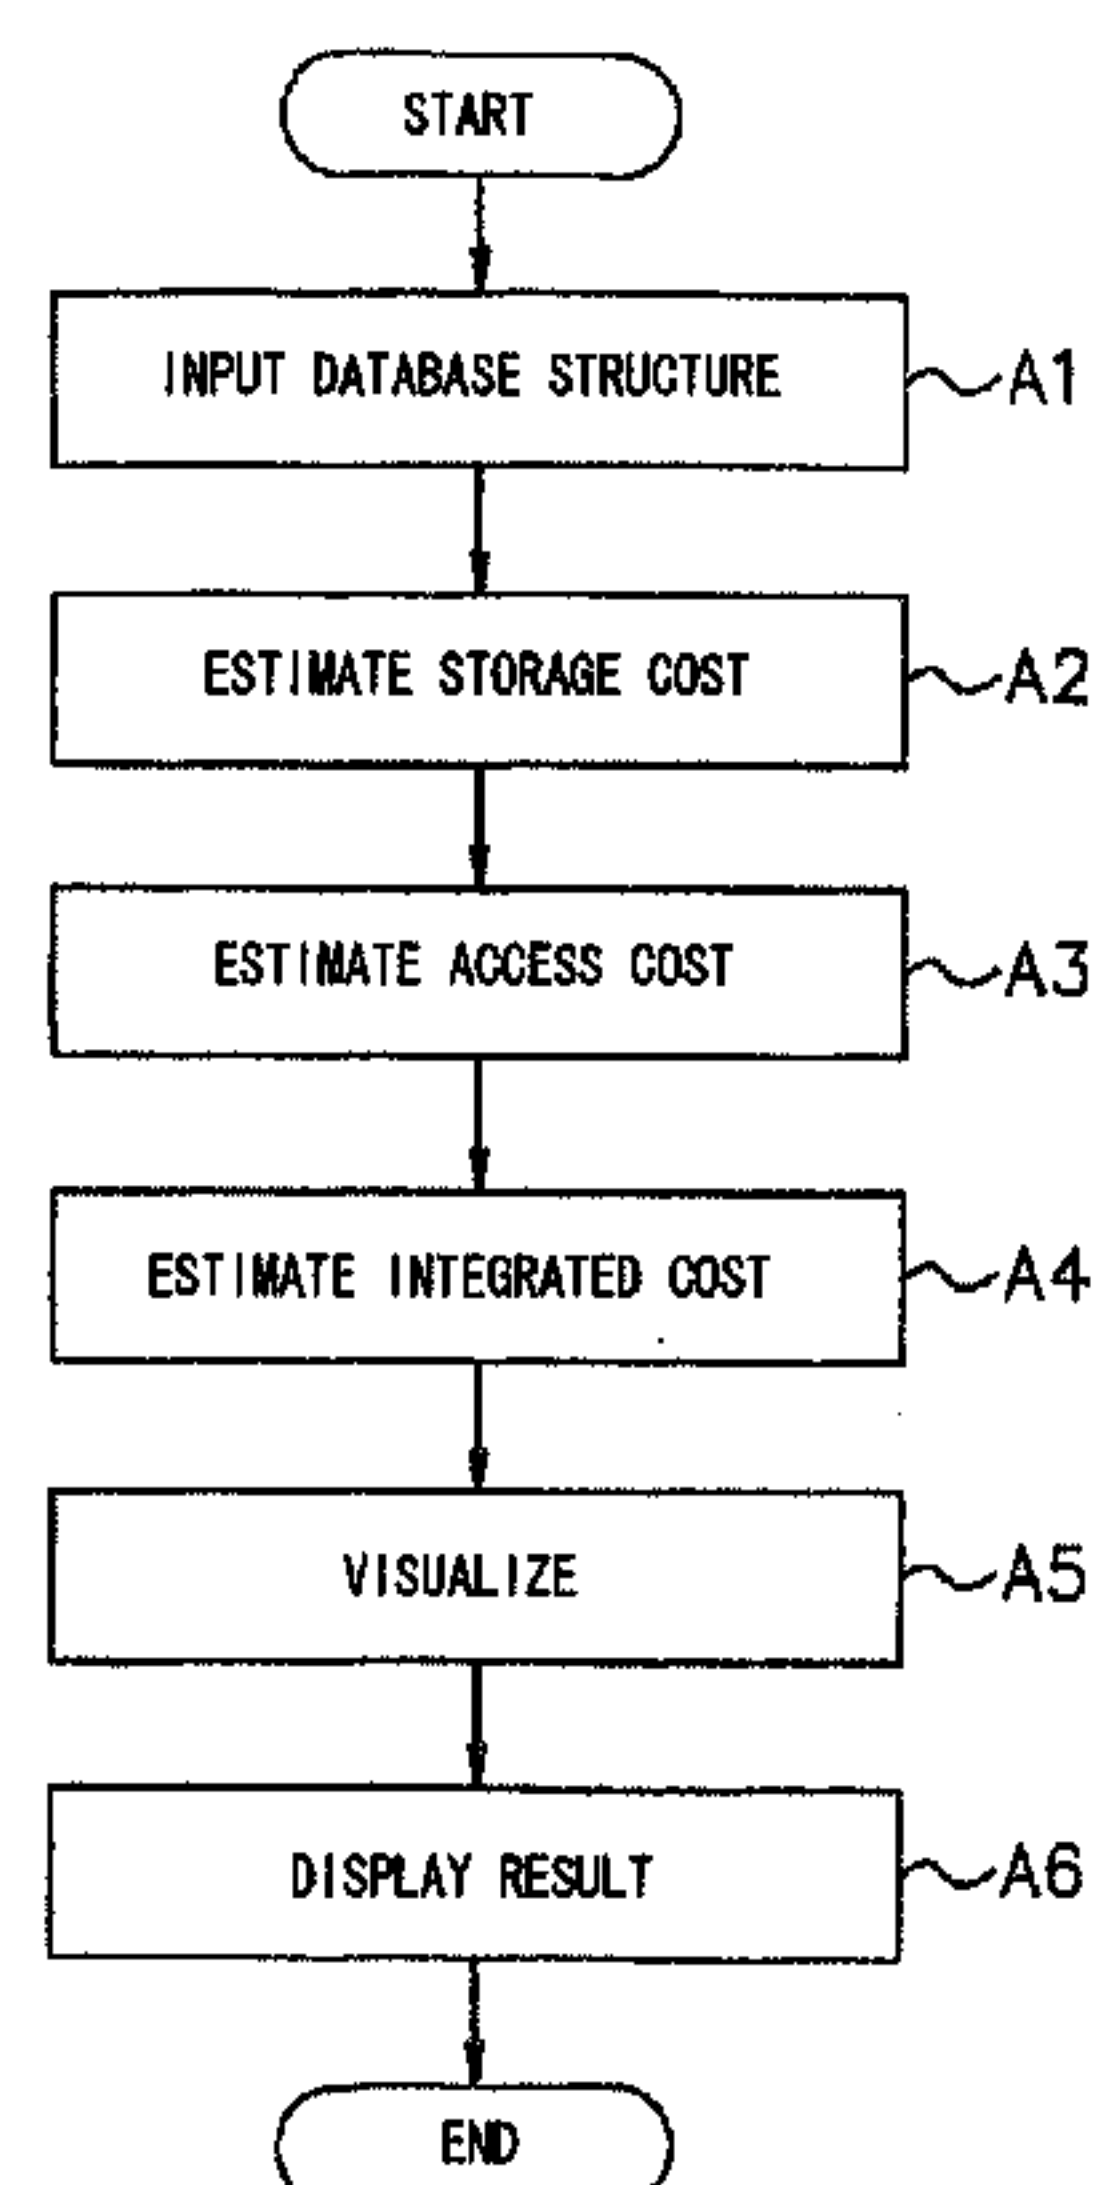 START
INPUT DATABASE STRUCTURE
A1
ESTIMATE STORAGE COST
A2
ESTIMATE ACCESS COST
A3
ESTIMATE INTEGRATED COST
A4
VISUALIZE
A5
DISPLAY RESULT
A6
END